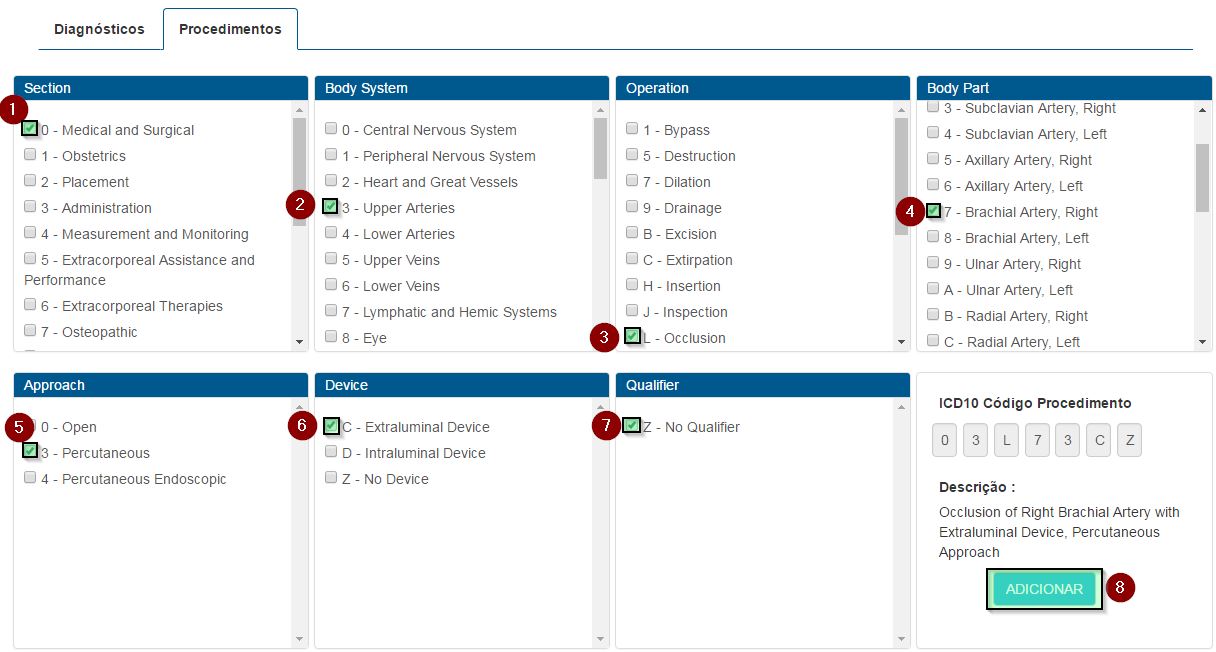 Diagnósticos
Procedimentos
Section
1
0 - Medical and Surgical
1 - Obstetrics
2 - Placement
3 - Administration
4 - Measurement and Monitoring
5 - Extracorporeal Assistance and
Performance
6 - Extracorporeal Therapies
7 - Osteopathic
Body System
0 - Central Nervous System
1 - Peripheral Nervous System
2 - Heart and Great Vessels
2
3 - Upper Arteries
4 - Lower Arteries
5 - Upper Veins
6 - Lower Veins
7 - Lymphatic and Hemic Systems
8 - Eye
Operation
1 - Bypass
5 - Destruction
7 - Dilation
9 - Drainage
B - Excision
C - Extirpation
H - Insertion
J - Inspection
3
L - Occlusion
Body Part
3 - Subclavian Artery, Right
4 - Subclavian Artery, Left
5 - Axillary Artery, Right
6 - Axillary Artery, Left
4
7 - Brachial Artery, Right
8 - Brachial Artery, Left
9 - Ulnar Artery, Right
A - Ulnar Artery, Left
B - Radial Artery, Right
C - Radial Artery, Left
Approach
5
0 - Open
3 - Percutaneous
4 - Percutaneous Endoscopic
Device
6
C - Extraluminal Device
D - Intraluminal Device
Z - No Device
Qualifier
7
Z - No Qualifier
ICD10 Código Procedimento
0 3 L 7 3 C Z
Descrição :
Occlusion of Right Brachial Artery with
Extraluminal Device, Percutaneous
Approach
ADICIONAR
8